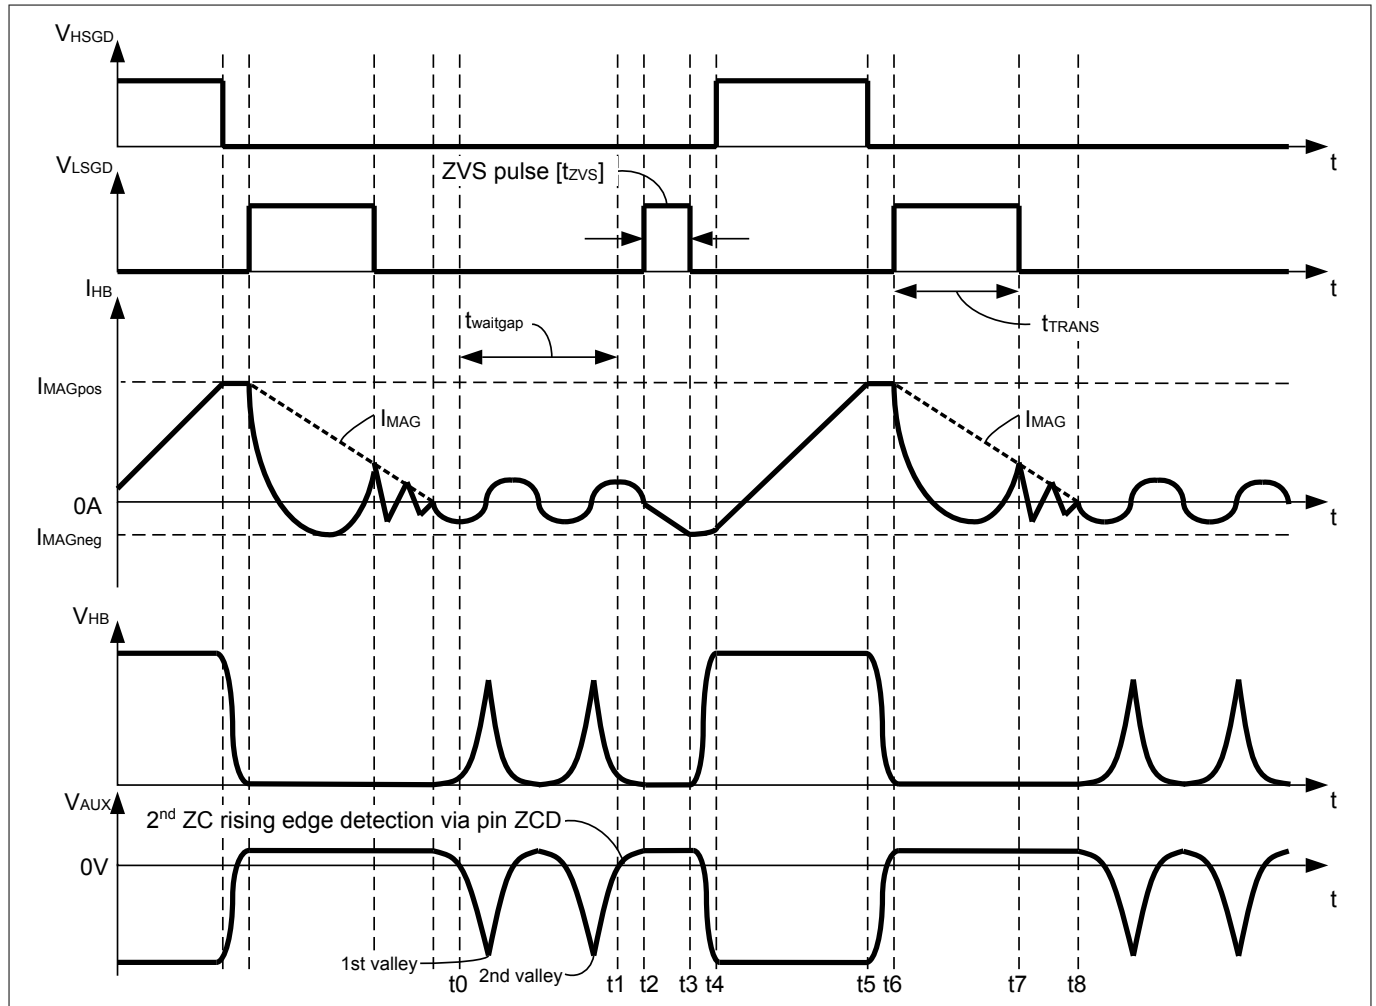 VHSGD
t
VLSGD
ZVS pulse [tZVS]
t
IHB
twaitgap
tTRANS
IMAGpos
IMAG
IMAG
0A
t
IMAGneg
VHB
t
VAUX
2nd ZC rising edge detection via pin ZCD
0V
t
1st valley
2nd valley
t0 t1 t2 t3 t4 t5 t6 t7 t8